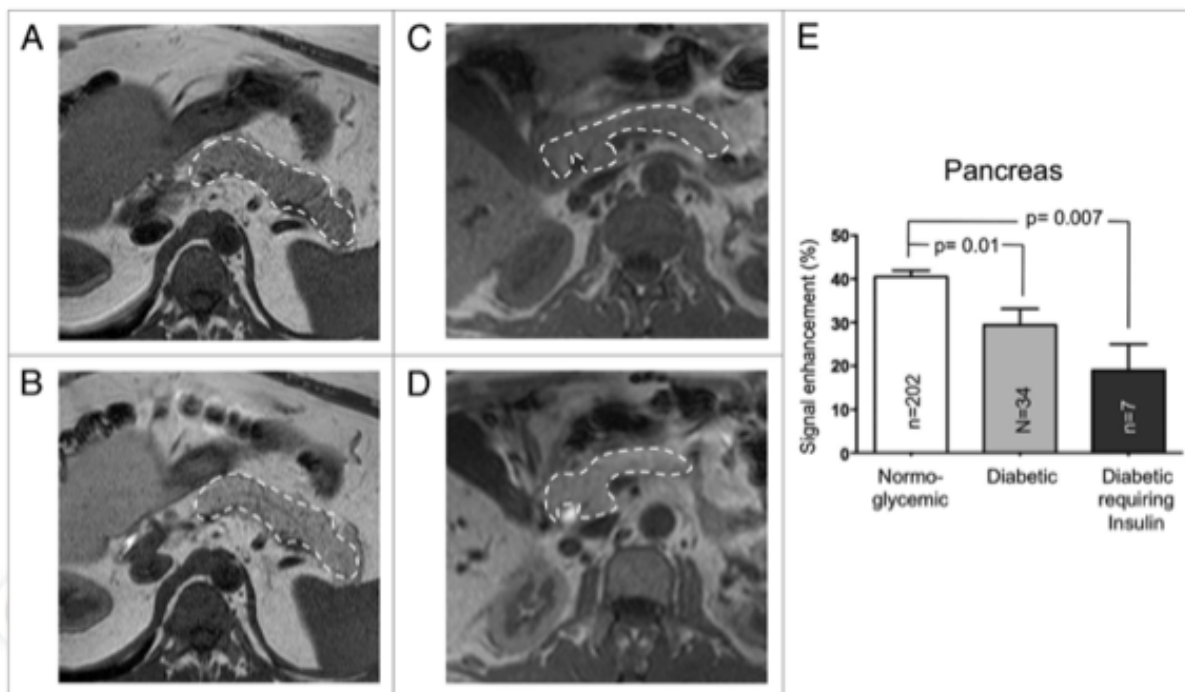 A
B
C
D
E
Pancreas
p= 0.007
p= 0.01
Signal enhancement (%)
50
40
30
20
10
0
n=202
N=34
n=7
Normo-
glycemic
Diabetic
Diabetic
requiring
Insulin